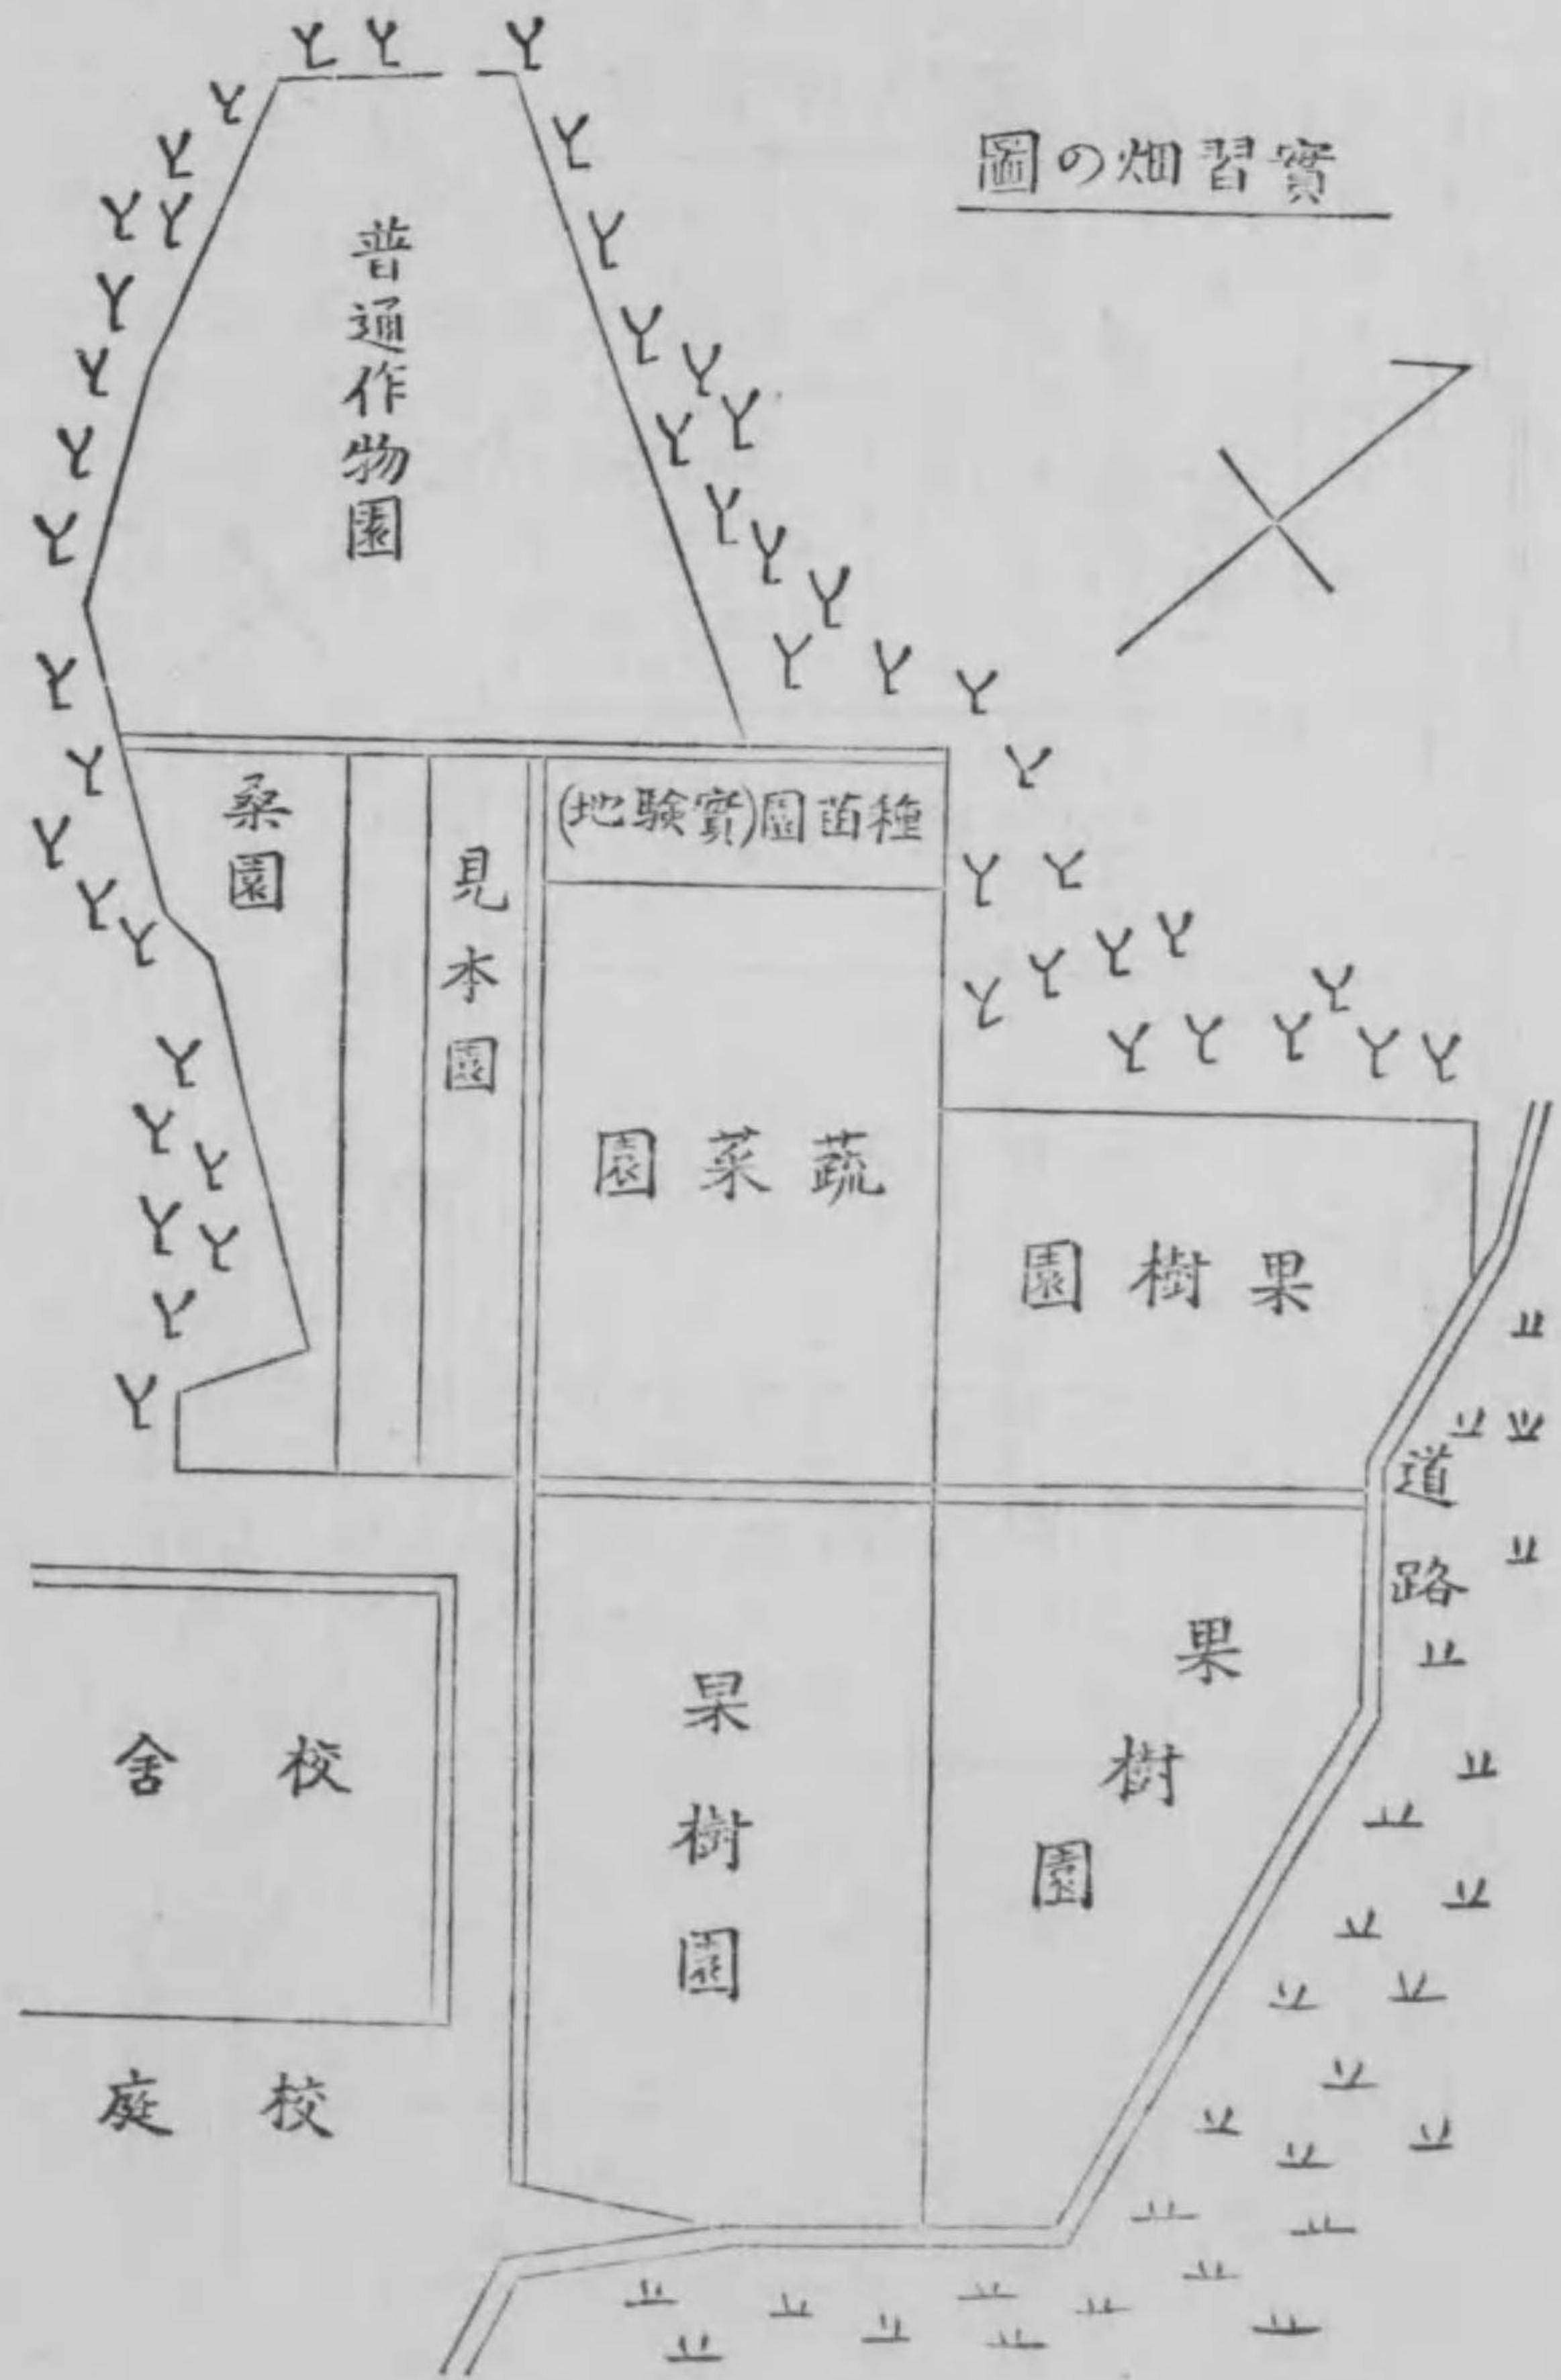 實習畑の圖
普通作物園
桑園
見本園
種苗園(實驗地)
蔬菜園
果樹園
道路
果樹園
果樹園
校舎
校庭